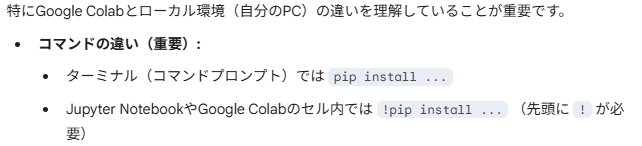 特にGoogle Colabとローカル環境（自分のPC）の違いを理解していることが重要です。
• コマンドの違い（重要）:
• ターミナル（コマンドプロンプト）では pip install ...
• Jupyter NotebookやGoogle Colabのセル内では !pip install ... （先頭に ! が必
要）